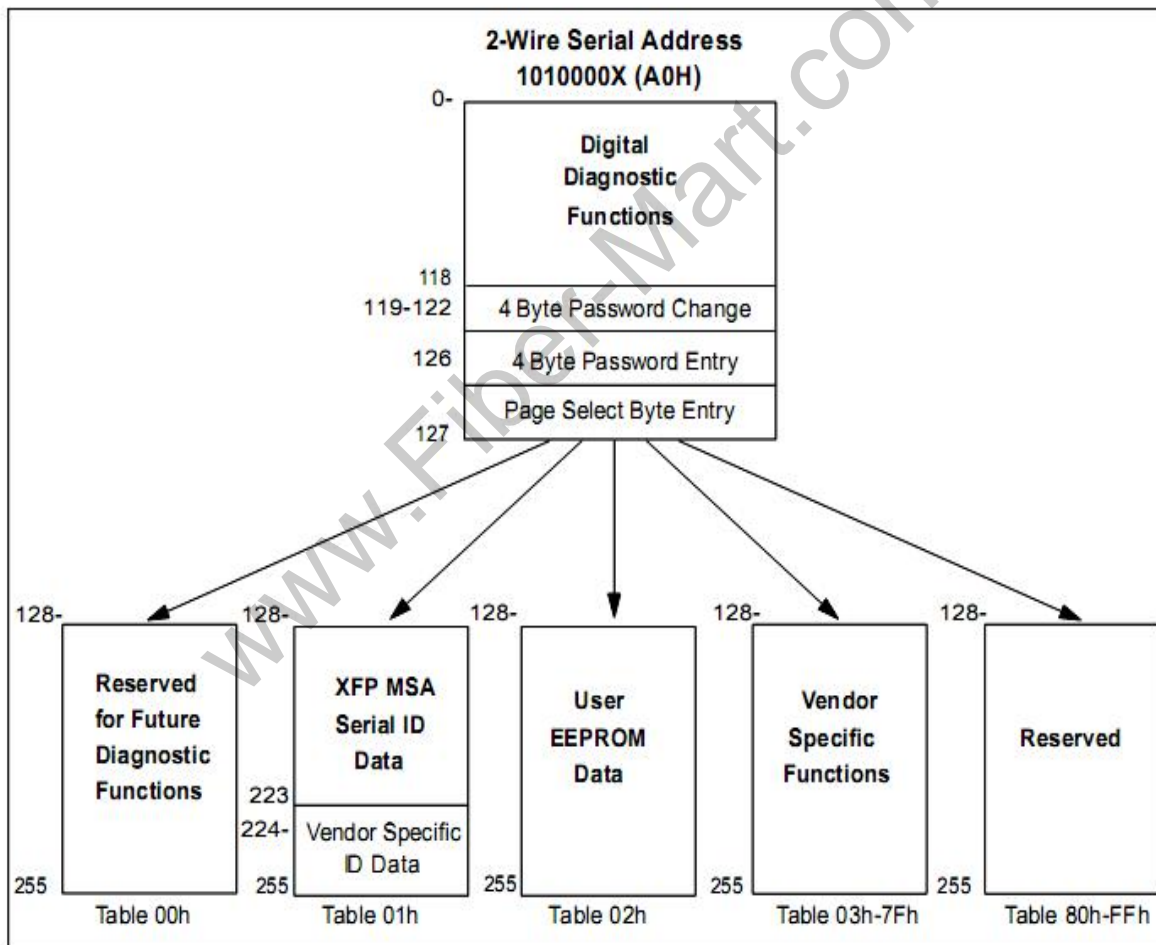 2-Wire Serial Address
1010000X (A0H)
0-
Digital
Diagnostic
Functions
118
119-122
4 Byte Password Change
126
4 Byte Password Entry
Page Select Byte Entry
127
128-
Reserved
for Future
Diagnostic
Functions
255
Table 00h
128-
XFP MSA
Serial ID
Data
223
224-
Vendor Specific
ID Data
255
Table 01h
128-
User
EEPROM
Data
255
Table 02h
128-
Vendor
Specific
Functions
255
Table 03h-7Fh
128-
Reserved
255
Table 80h-FFh
www.Fiber-Mart.com